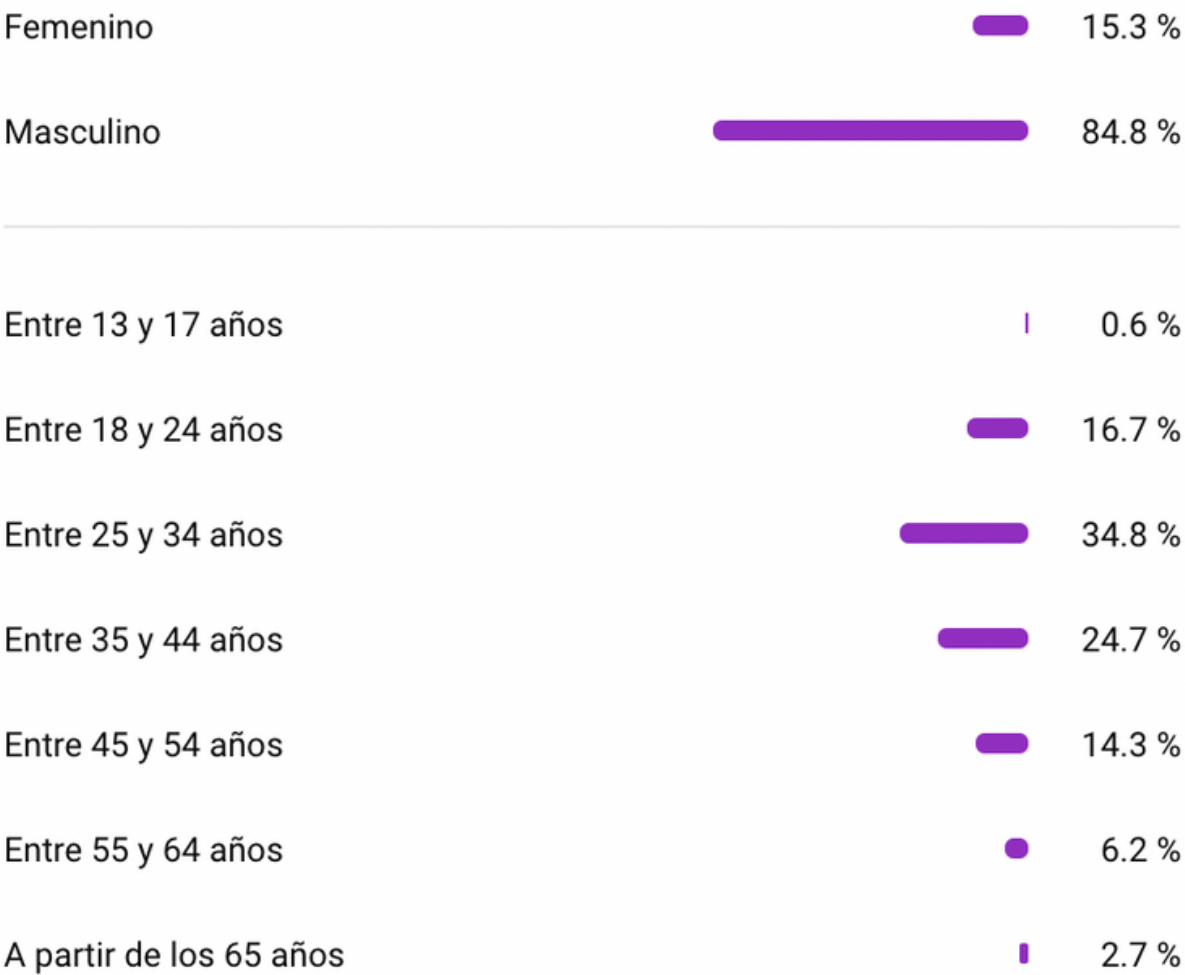 Femenino 15.3 %
Masculino 84.8 %
Entre 13 y 17 años 0.6 %
Entre 18 y 24 años 16.7 %
Entre 25 y 34 años 34.8 %
Entre 35 y 44 años 24.7 %
Entre 45 y 54 años 14.3 %
Entre 55 y 64 años 6.2 %
A partir de los 65 años 2.7 %